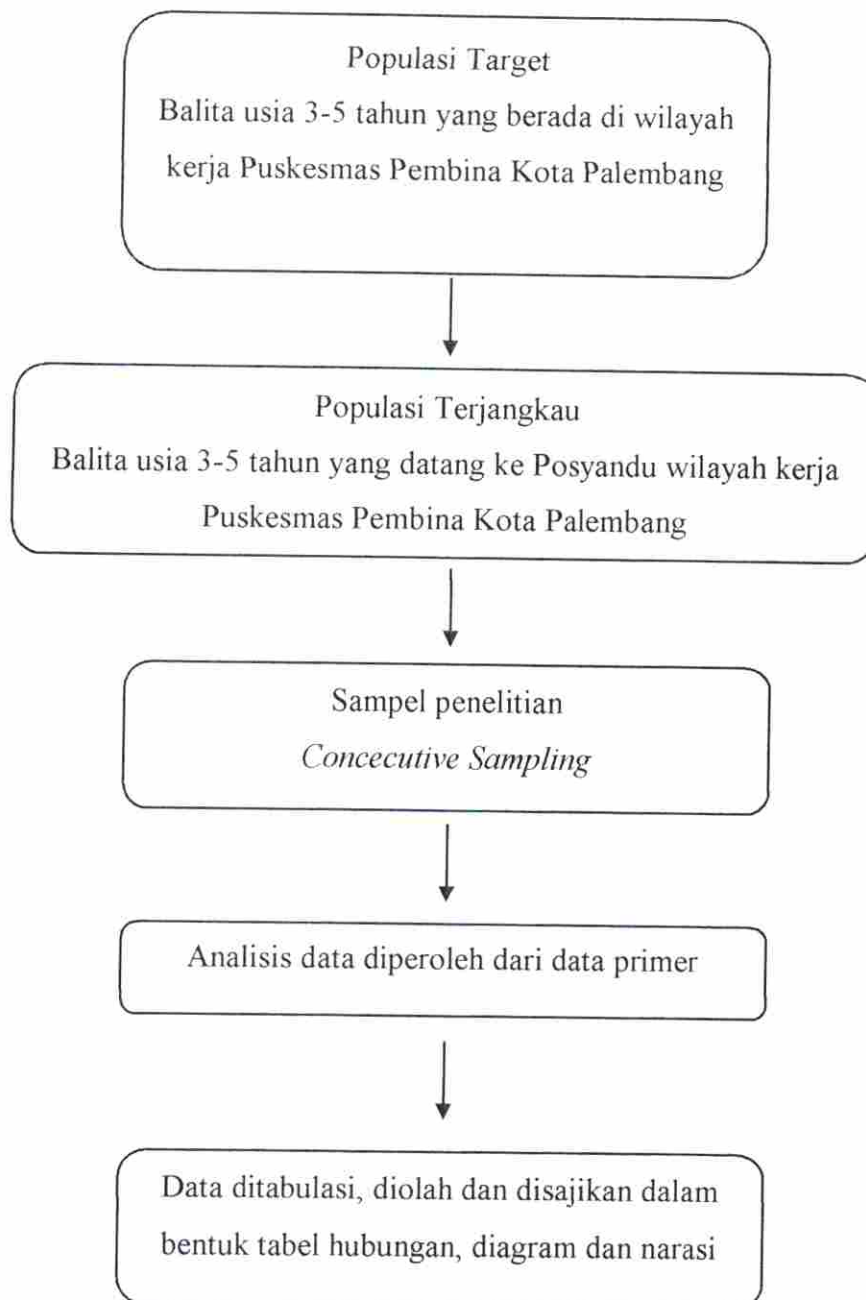 Populasi Target
Balita usia 3-5 tahun yang berada di wilayah
kerja Puskesmas Pembina Kota Palembang
Populasi Terjangkau
Balita usia 3-5 tahun yang datang ke Posyandu wilayah kerja
Puskesmas Pembina Kota Palembang
Sampel penelitian
Concecutive Sampling
Analisis data diperoleh dari data primer
Data ditabulasi, diolah dan disajikan dalam
bentuk tabel hubungan, diagram dan narasi